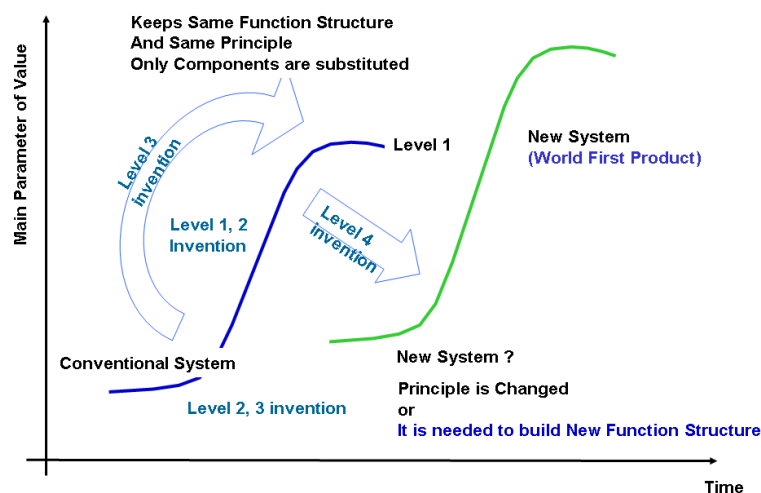 Keeps Same Function Structure
And Same Principle
Only Components are substituted
Main Parameter of Value
Level 3
invention
Level 1
Level 1, 2
Invention
Level 4
invention
New System
(World First Product)
Conventional System
Level 2, 3 invention
New System ?
Principle is Changed
or
It is needed to build New Function Structure
Time